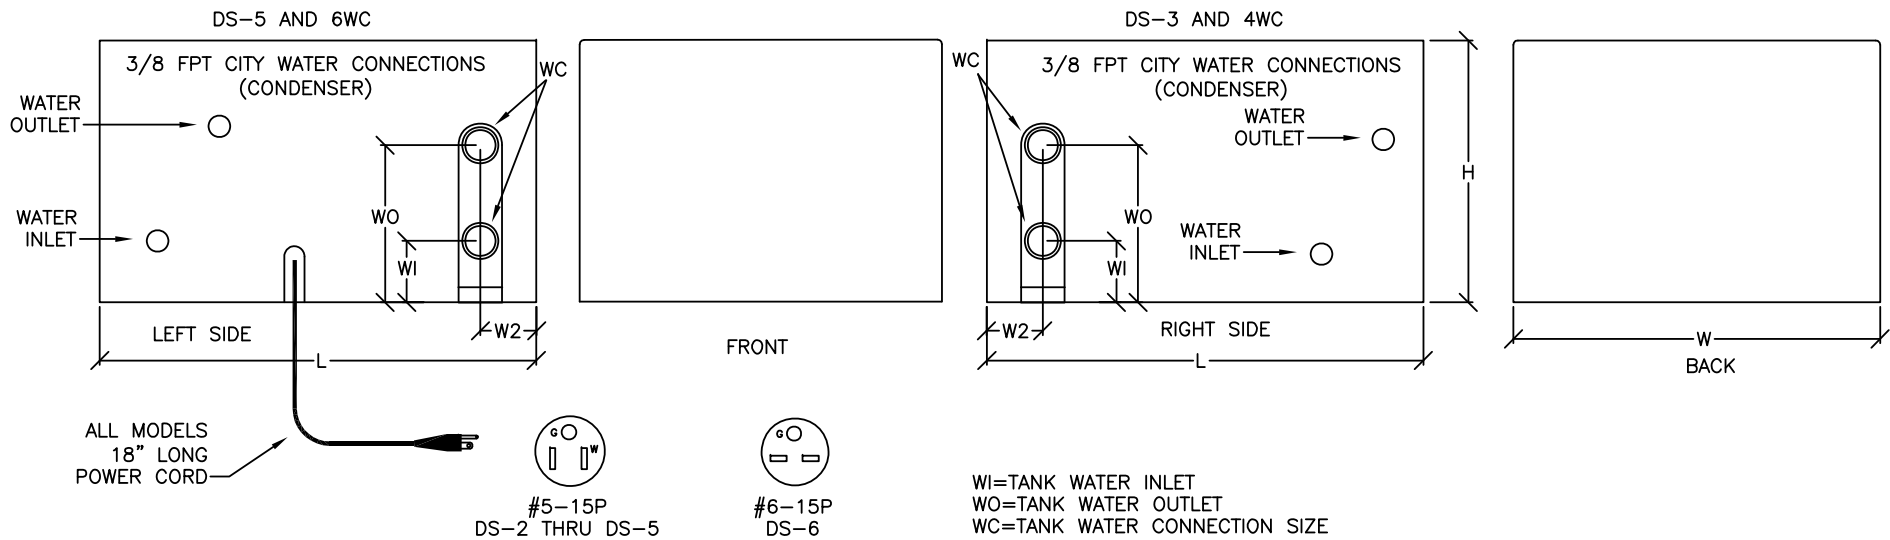 DS-5 AND 6WC
3/8 FPT CITY WATER CONNECTIONS
(CONDENSER)
WC
WATER
OUTLET
WO
WATER
INLET
WI
LEFT SIDE
W2
L
ALL MODELS
18" LONG
POWER CORD
FRONT
G
W
#5-15P
DS-2 THRU DS-5
G
#6-15P
DS-6
DS-3 AND 4WC
3/8 FPT CITY WATER CONNECTIONS
(CONDENSER)
WC
WATER
OUTLET
H
WO
WATER
INLET
WI
W2
RIGHT SIDE
L
W
BACK
WI=TANK WATER INLET
WO=TANK WATER OUTLET
WC=TANK WATER CONNECTION SIZE